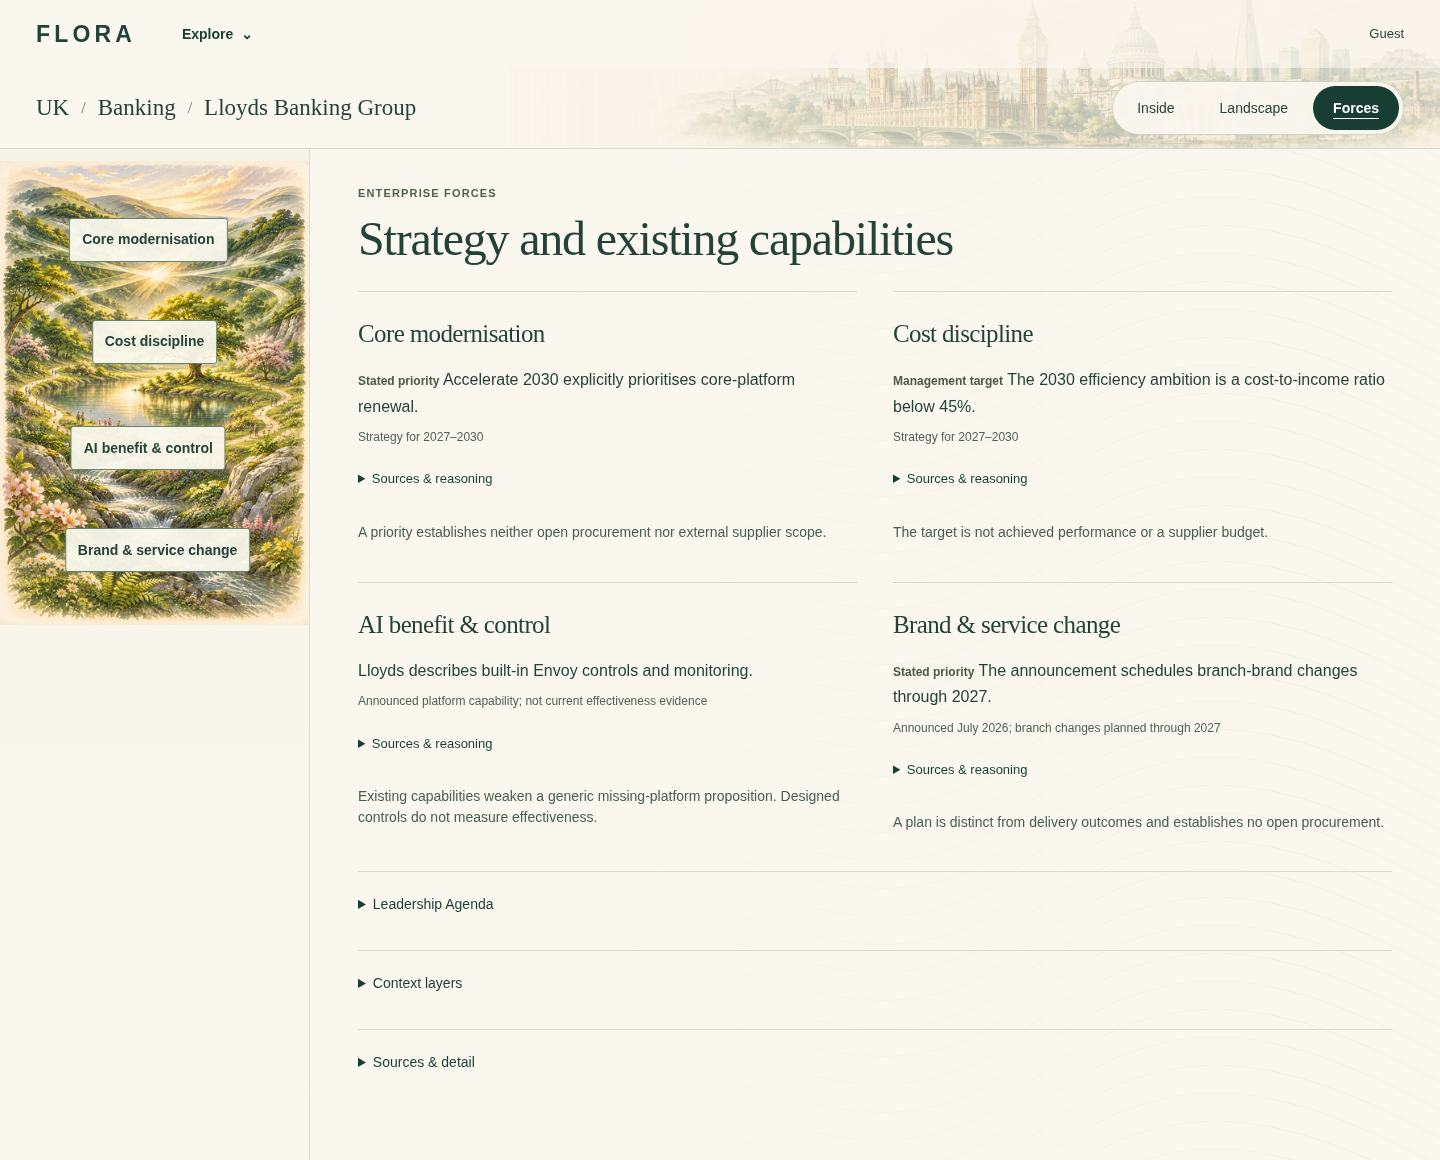 FLORA
Explore
Guest
UK / Banking / Lloyds Banking Group
Inside
Landscape
Forces
Core modernisation
Cost discipline
AI benefit & control
Brand & service change
ENTERPRISE FORCES
Strategy and existing capabilities
Core modernisation
Stated priority Accelerate 2030 explicitly prioritises core-platform
renewal.
Strategy for 2027–2030
Sources & reasoning
A priority establishes neither open procurement nor external supplier scope.
Cost discipline
Management target The 2030 efficiency ambition is a cost-to-income ratio
below 45%.
Strategy for 2027–2030
Sources & reasoning
The target is not achieved performance or a supplier budget.
AI benefit & control
Lloyds describes built-in Envoy controls and monitoring.
Announced platform capability; not current effectiveness evidence
Sources & reasoning
Existing capabilities weaken a generic missing-platform proposition. Designed
controls do not measure effectiveness.
Brand & service change
Stated priority The announcement schedules branch-brand changes
through 2027.
Announced July 2026; branch changes planned through 2027
Sources & reasoning
A plan is distinct from delivery outcomes and establishes no open procurement.
Leadership Agenda
Context layers
Sources & detail